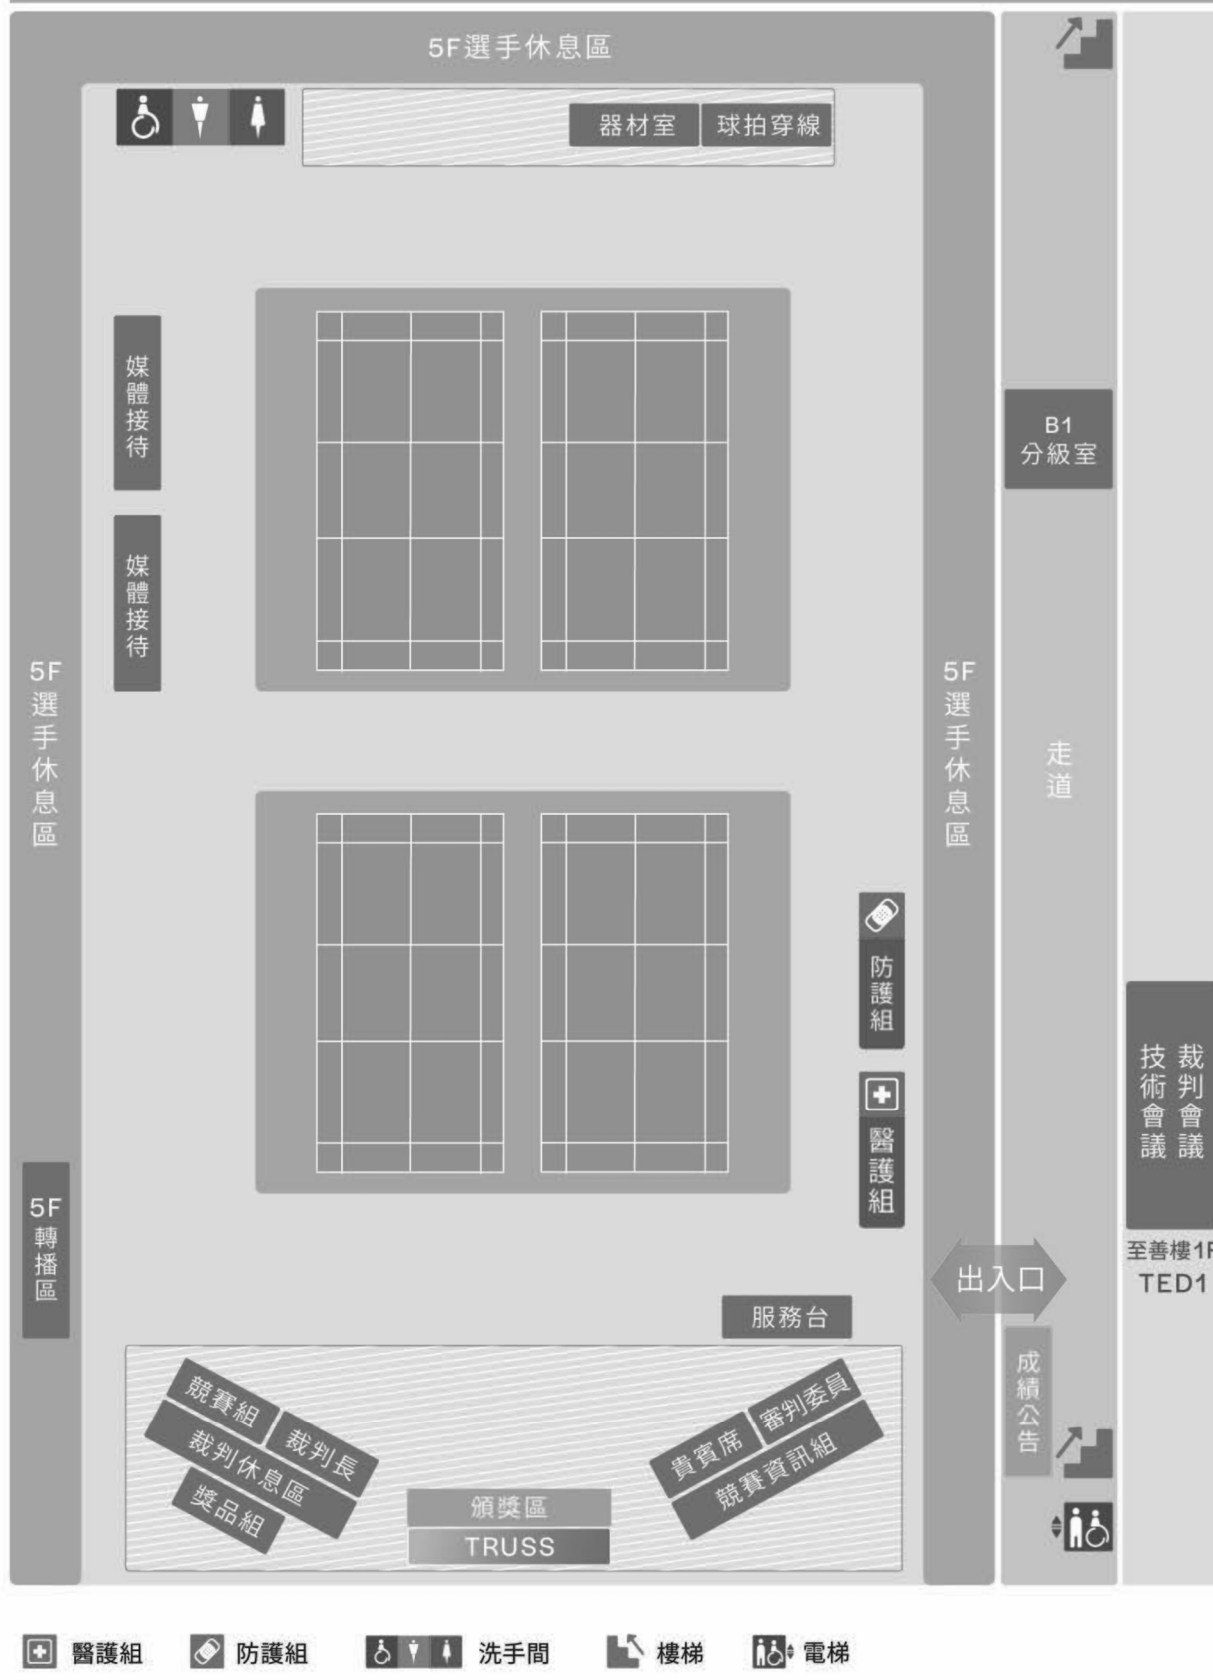 5F選手休息區
器材室
球拍穿線
媒體接待
媒體接待
B1
分級室
5F
選手休息區
5F
選手休息區
走道
防護組
醫護組
裁判會議
技術會議
至善樓1F
TED1
5F
轉播區
出入口
服務台
成績公告
競賽組
裁判長
裁判休息區
獎品組
貴賓席
審判委員
競賽資訊組
頒獎區
TRUSS
醫護組
防護組
洗手間
樓梯
電梯